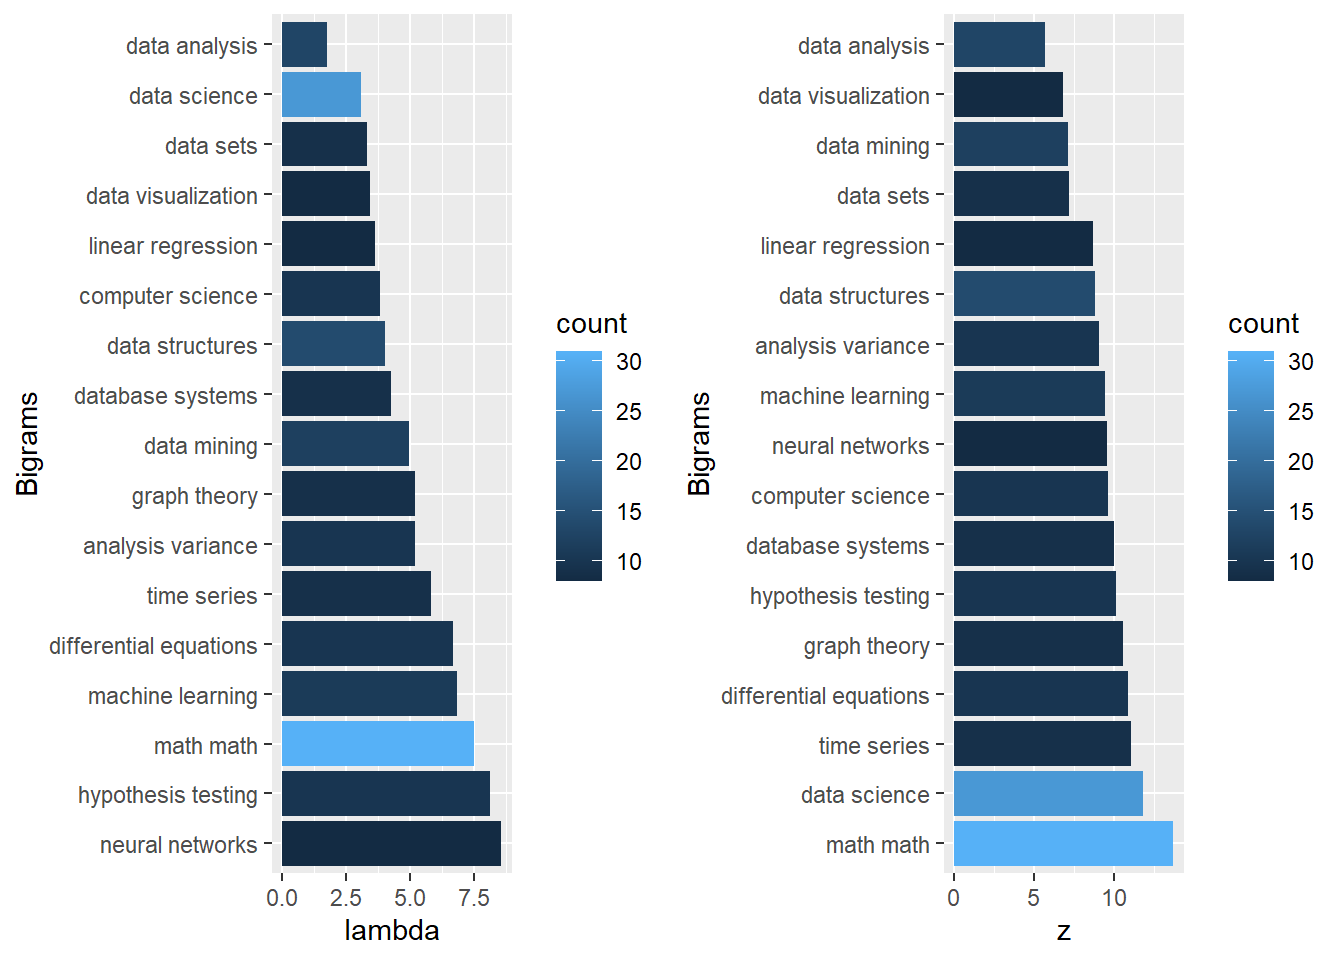 data analysis
data science
data sets
data visualization
linear regression
computer science
data structures
database systems
data mining
graph theory
analysis variance
time series
differential equations
machine learning
math math
hypothesis testing
neural networks
Bigrams
0.0 2.5 5.0 7.5
lambda
count
30
25
20
15
10
data analysis
data visualization
data mining
data sets
linear regression
data structures
analysis variance
machine learning
neural networks
computer science
database systems
hypothesis testing
graph theory
differential equations
time series
data science
math math
Bigrams
0 5 10
z
count
30
25
20
15
10